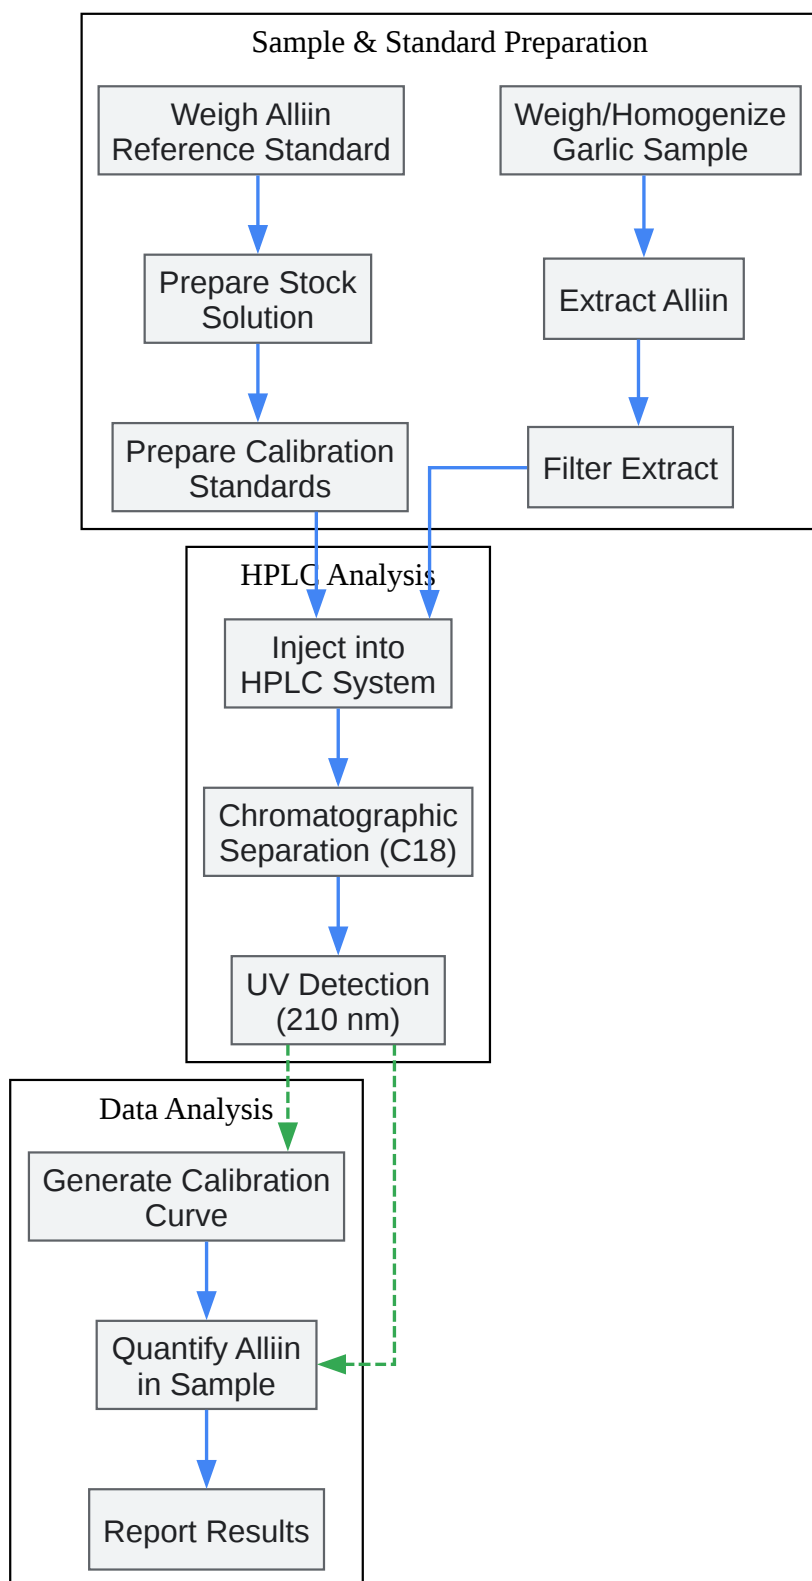 Sample & Standard Preparation
Weigh Alliin
Reference Standard
Weigh/Homogenize
Garlic Sample
Prepare Stock
Solution
Extract Alliin
Prepare Calibration
Standards
Filter Extract
HPLC Analysis
Inject into
HPLC System
Chromatographic
Separation (C18)
UV Detection
(210 nm)
Data Analysis
Generate Calibration
Curve
Quantify Alliin
in Sample
Report Results